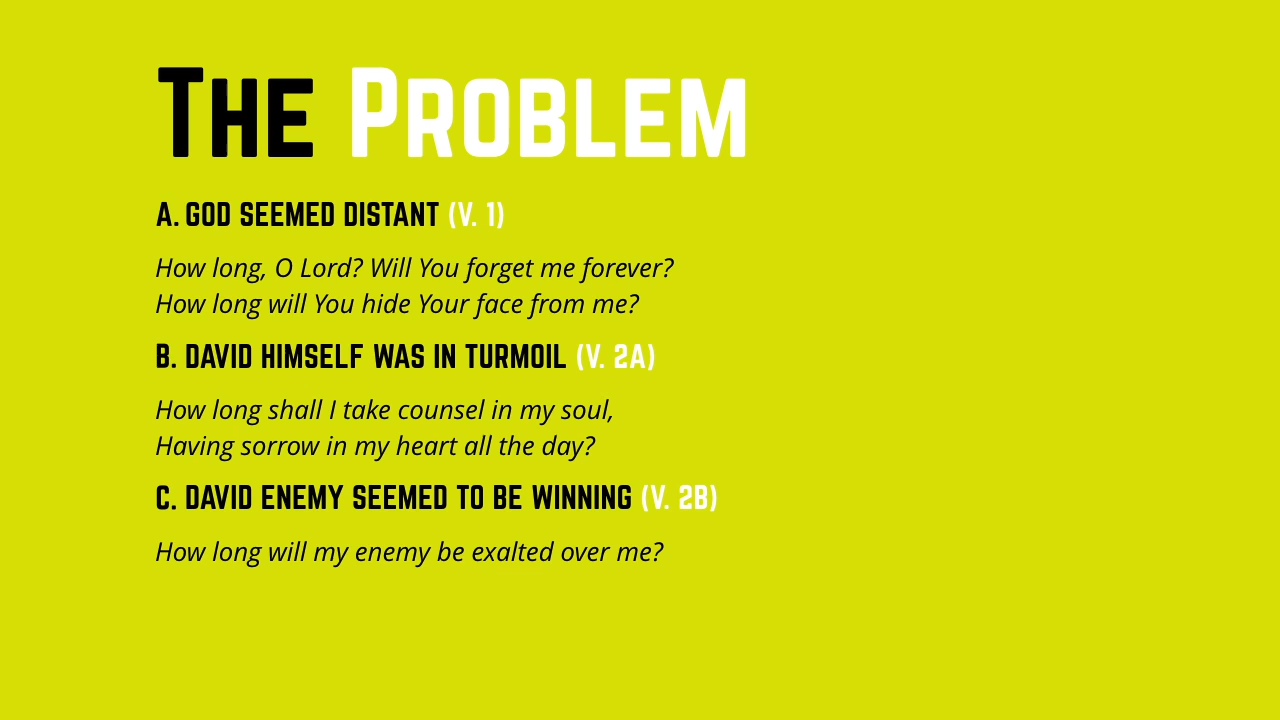 The Problem
A. GOD SEEMED DISTANT (V. 1)
How long, O Lord? Will You forget me forever?
How long will You hide Your face from me?
B. DAVID HIMSELF WAS IN TURMOIL (V. 2A)
How long shall I take counsel in my soul,
Having sorrow in my heart all the day?
C. DAVID ENEMY SEEMED TO BE WINNING (V. 2B)
How long will my enemy be exalted over me?